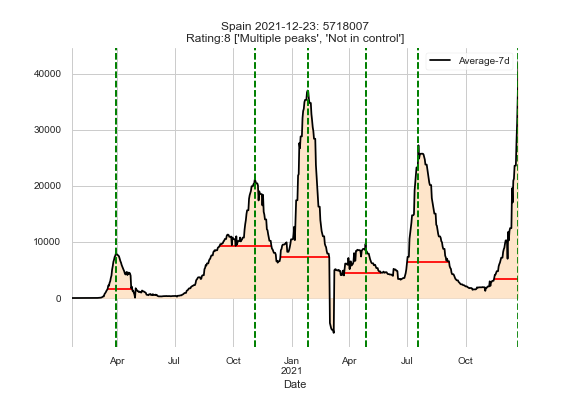 Spain 2021-12-23: 5718007
Rating:8 ['Multiple peaks', 'Not in control']
Average-7d
40000
30000
20000
10000
0
Apr
Jul
Oct
Jan
2021
Apr
Jul
Oct
Date